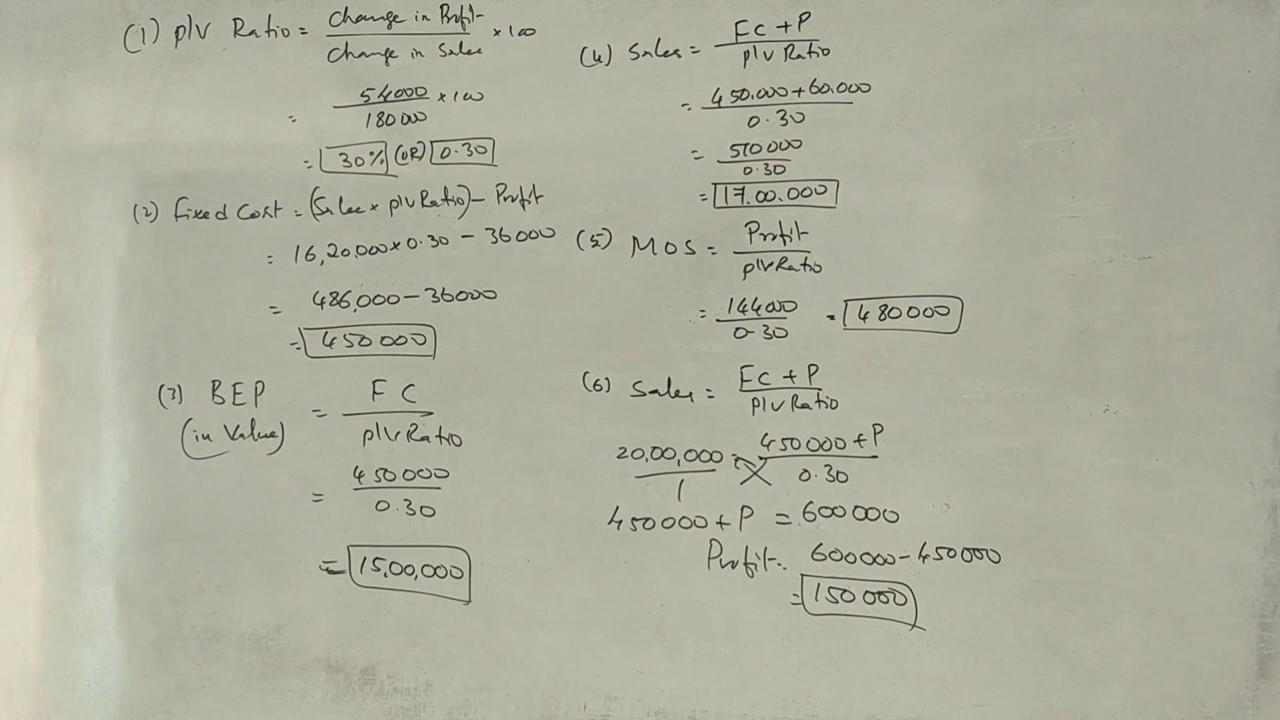 (1) p/v Ratio = Change in Profit / Change in Sales × 100
= 54000 / 180000 × 100
= 30% (OR) 0.30
(2) Fixed Cost = (Sales × p/v Ratio) - Profit
= 16,20,000 × 0.30 - 36000
= 486,000 - 36000
= 450000
(3) BEP (in Value) = FC / p/v Ratio
= 450000 / 0.30
= 15,00,000
(4) Sales = FC + P / p/v Ratio
= 450.000 + 60.000 / 0.30
= 510000 / 0.30
= 17.00.000
(5) MOS = Profit / p/v Ratio
= 144000 / 0.30 = 480000
(6) Sales = FC + P / p/v Ratio
20,00,000 / 1 = 450000 + P / 0.30
450000 + P = 600000
Profit = 600000 - 450000
= 150000